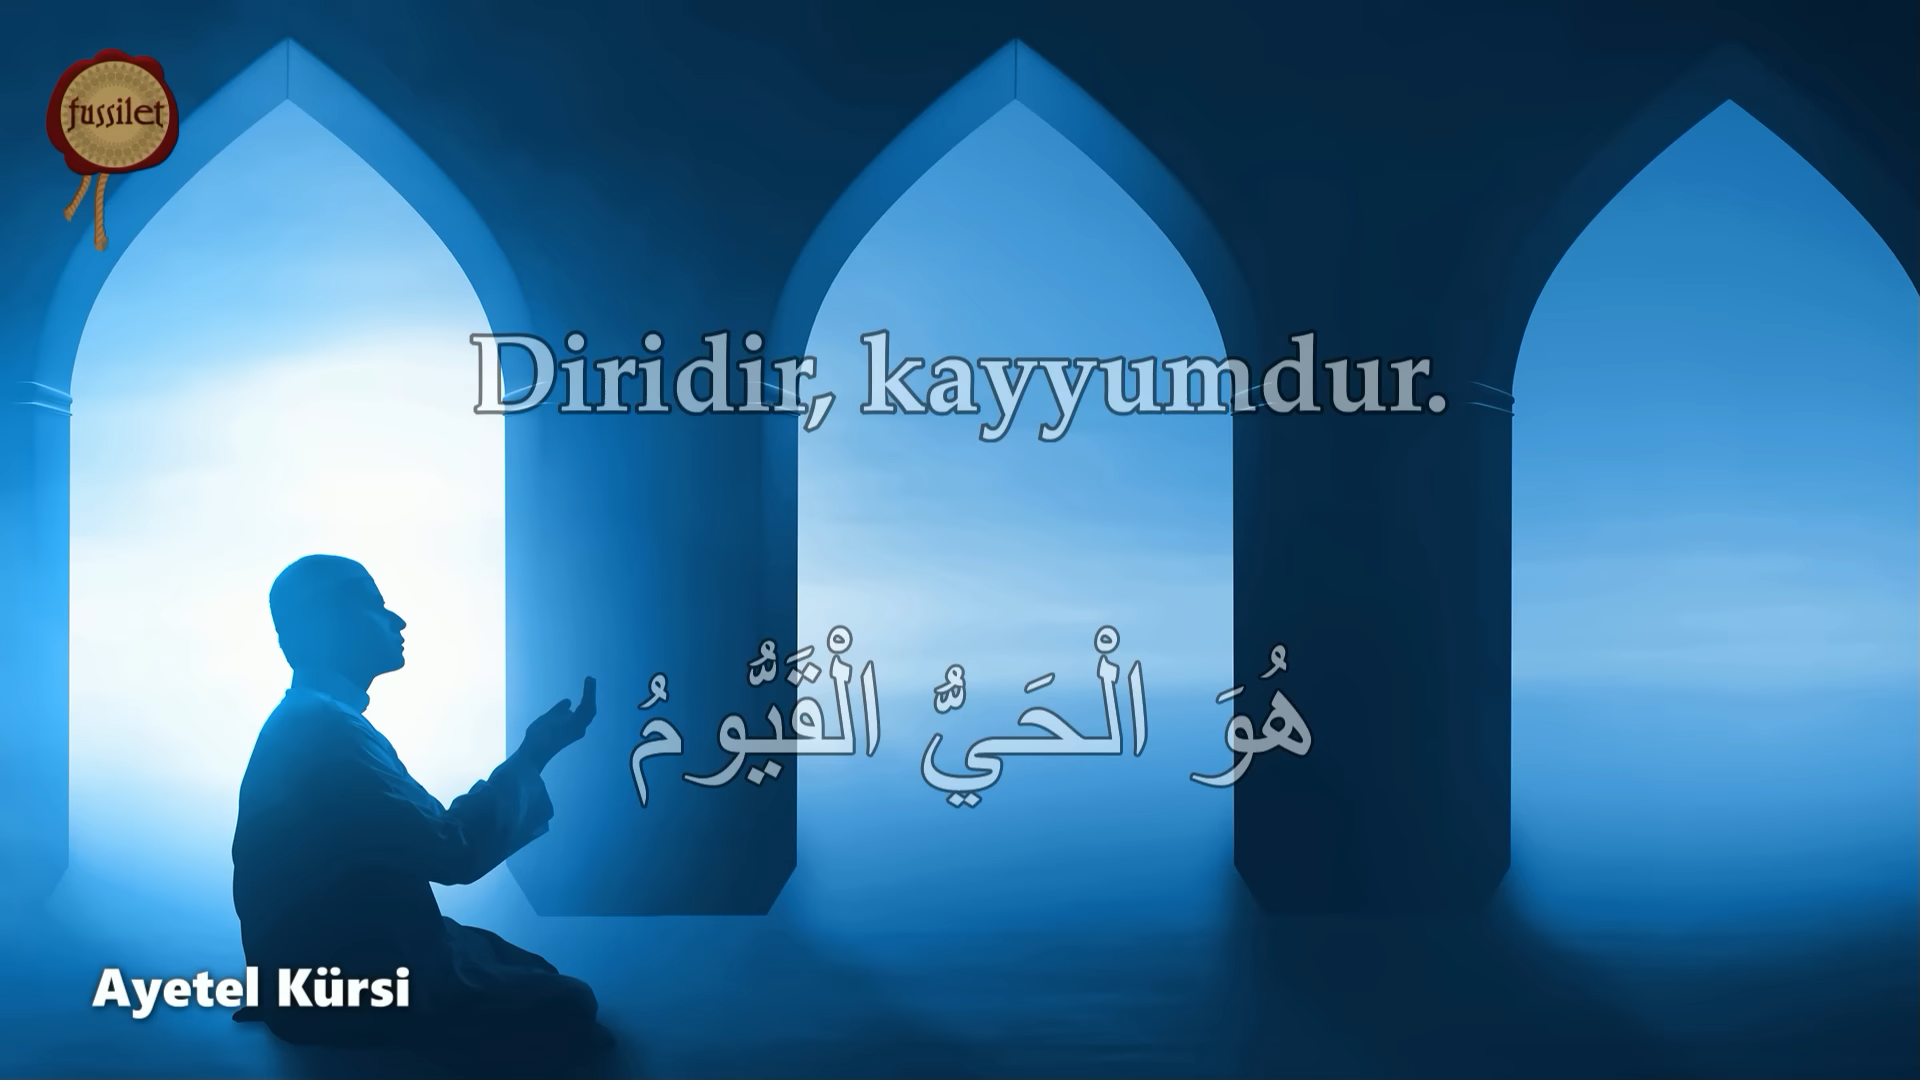 fussilet
Diridir, kayyumdur.
هُوَ الْحَيُّ الْقَيُّومُ
Ayetel Kürsi